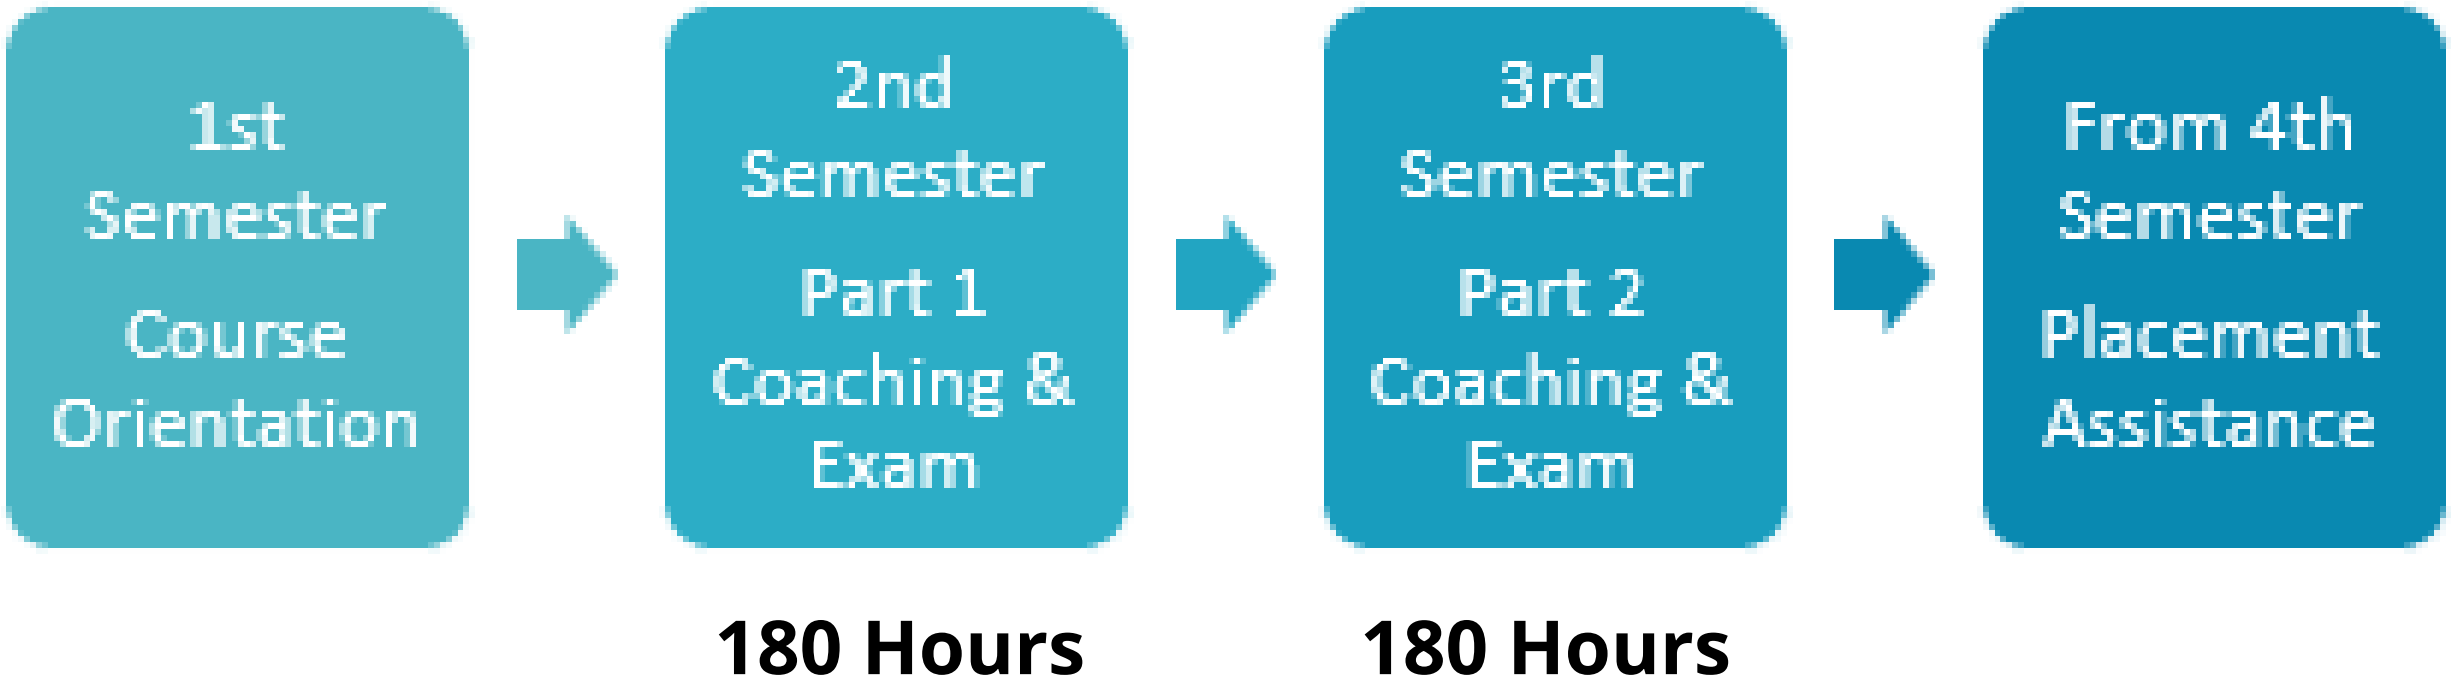 1st
Semester
Course
Orientation
2nd
Semester
Part 1
Coaching &
Exam
3rd
Semester
Part 2
Coaching &
Exam
From 4th
Semester
Placement
Assistance
180 Hours
180 Hours